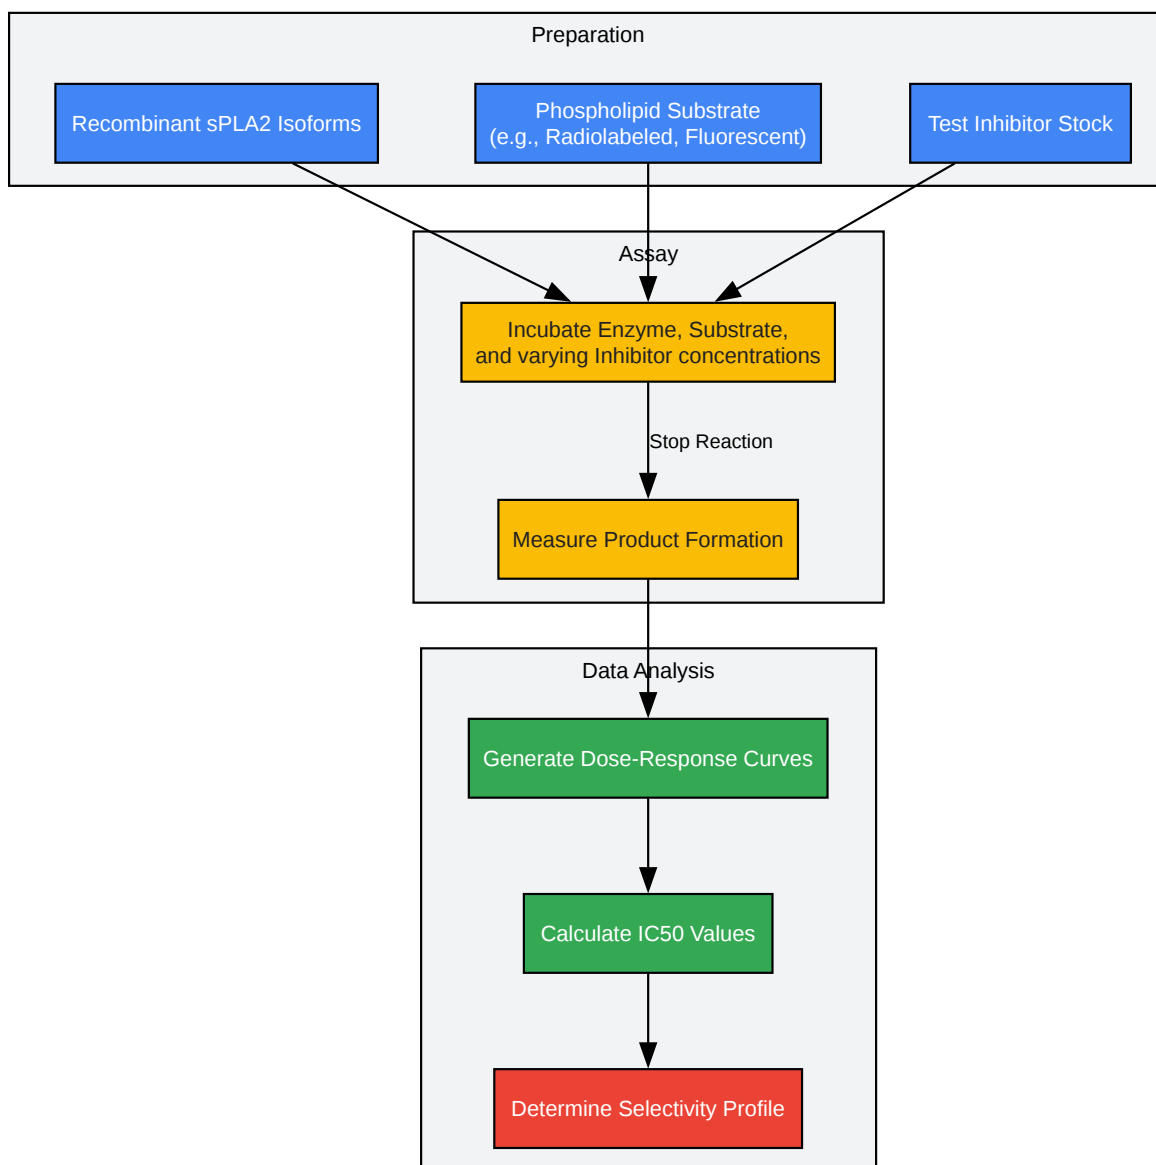 Preparation
Recombinant sPLA2 Isoforms
Phospholipid Substrate
(e.g., Radiolabeled, Fluorescent)
Test Inhibitor Stock
Assay
Incubate Enzyme, Substrate,
and varying Inhibitor concentrations
Stop Reaction
Measure Product Formation
Data Analysis
Generate Dose-Response Curves
Calculate IC50 Values
Determine Selectivity Profile